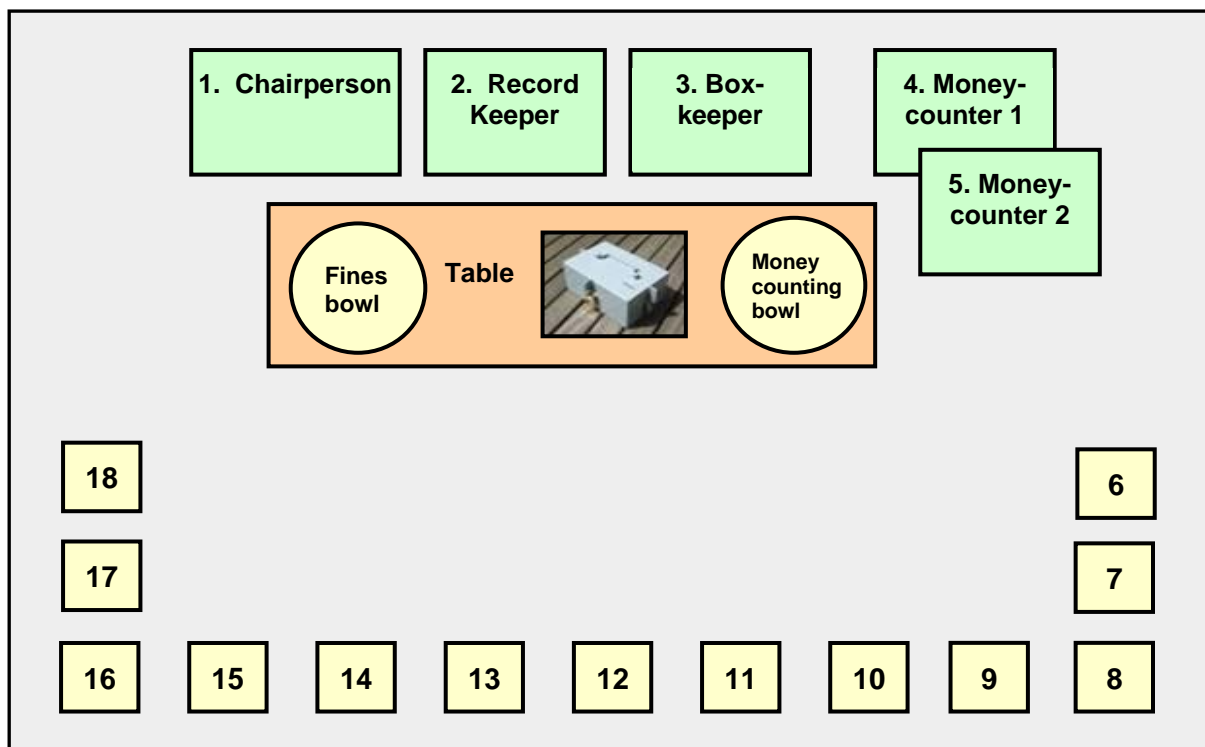 1. Chairperson
2. Record
Keeper
3. Box-
keeper
4. Money-
counter 1
5. Money-
counter 2
Fines
bowl
Table
Money
counting
bowl
18
6
17
7
16
15
14
13
12
11
10
9
8